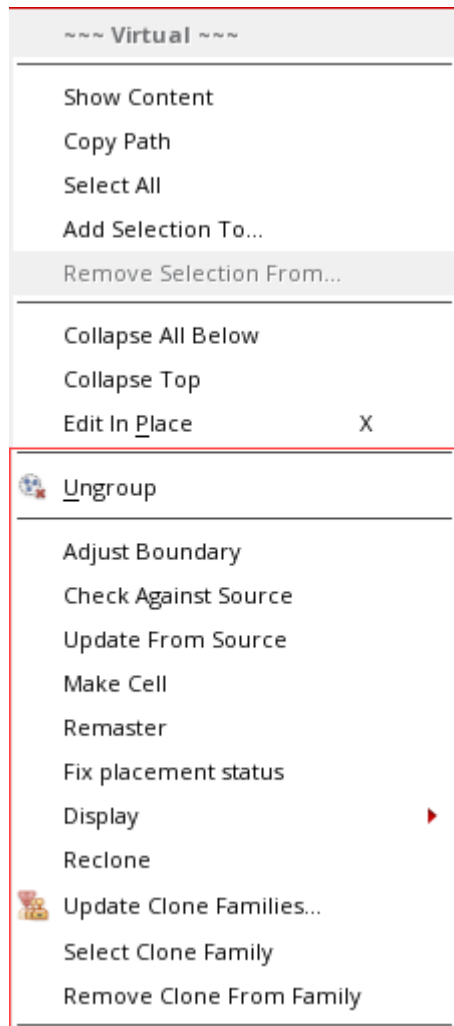 ~~~ Virtual ~~~
Show Content
Copy Path
Select All
Add Selection To...
Remove Selection From...
Collapse All Below
Collapse Top
Edit In Place X
Ungroup
Adjust Boundary
Check Against Source
Update From Source
Make Cell
Remaster
Fix placement status
Display
Reclone
Update Clone Families...
Select Clone Family
Remove Clone From Family